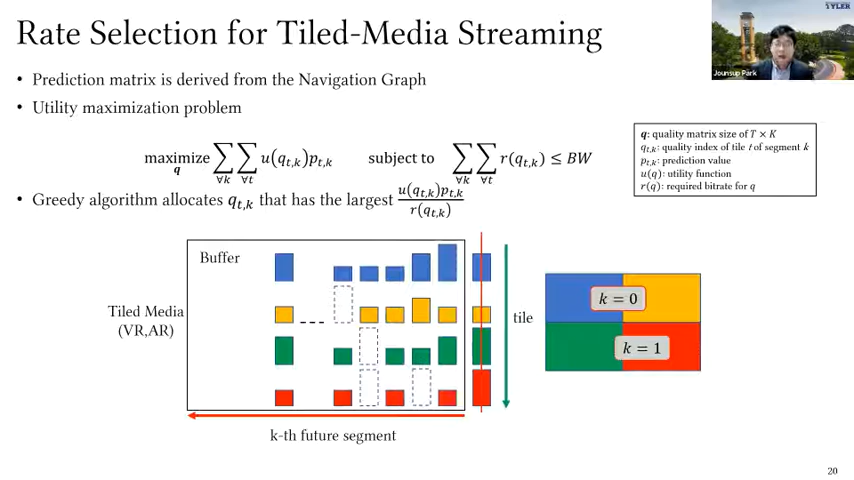 TYLER
Rate Selection for Tiled-Media Streaming
Jounsup Park
• Prediction matrix is derived from the Navigation Graph
• Utility maximization problem
maximize q ∑∀k ∑∀t u(q_{t,k})p_{t,k} subject to ∑∀k ∑∀t r(q_{t,k}) ≤ BW
q: quality matrix size of T × K
q_{t,k}: quality index of tile t of segment k
p_{t,k}: prediction value
u(q): utility function
r(q): required bitrate for q
• Greedy algorithm allocates q_{t,k} that has the largest u(q_{t,k})p_{t,k} / r(q_{t,k})
Buffer
Tiled Media
(VR,AR)
tile
k = 0
k = 1
k-th future segment
20